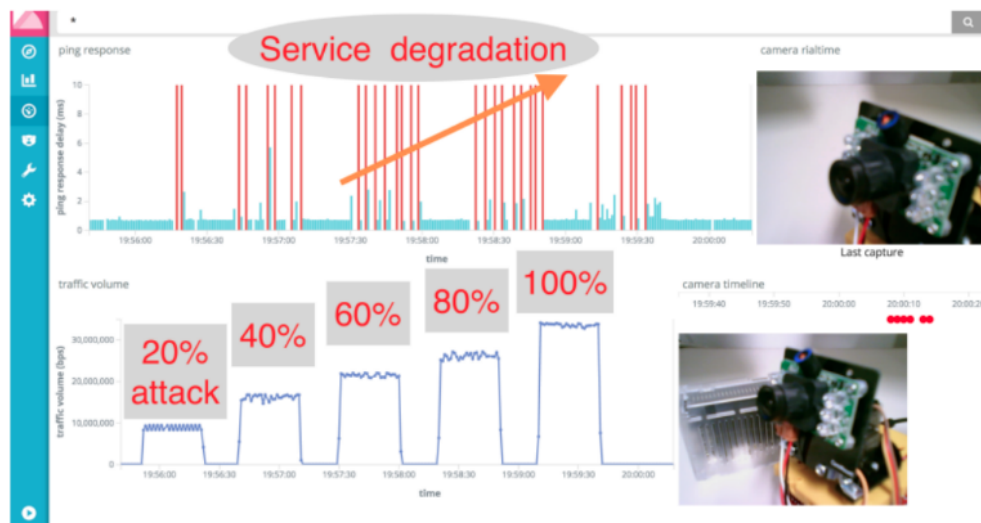 *
Service degradation
ping response
camera rialtime
ping response delay (ms)
10
8
6
4
2
0
19:56:00 19:56:30 19:57:00 19:57:30 19:58:00 19:58:30 19:59:00 19:59:30 20:00:00
time
Last capture
traffic volume
camera timeline
20%
attack
40%
60%
80%
100%
19:59:40 19:59:50 20:00:00 20:00:10 20:00:20
traffic volume (bps)
30,000,000
20,000,000
10,000,000
0
19:56:00 19:56:30 19:57:00 19:57:30 19:58:00 19:58:30 19:59:00 19:59:30 20:00:00
time